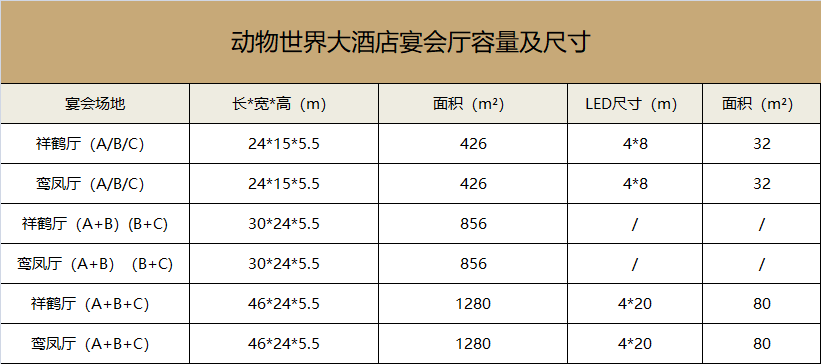 动物世界大酒店宴会厅容量及尺寸
宴会场地 长*宽*高（m） 面积（m²） LED尺寸（m） 面积（m²）
祥鹤厅（A/B/C） 24*15*5.5 426 4*8 32
鸾凤厅（A/B/C） 24*15*5.5 426 4*8 32
祥鹤厅（A+B）(B+C) 30*24*5.5 856 / /
鸾凤厅（A+B）（B+C） 30*24*5.5 856 / /
祥鹤厅（A+B+C） 46*24*5.5 1280 4*20 80
鸾凤厅（A+B+C） 46*24*5.5 1280 4*20 80